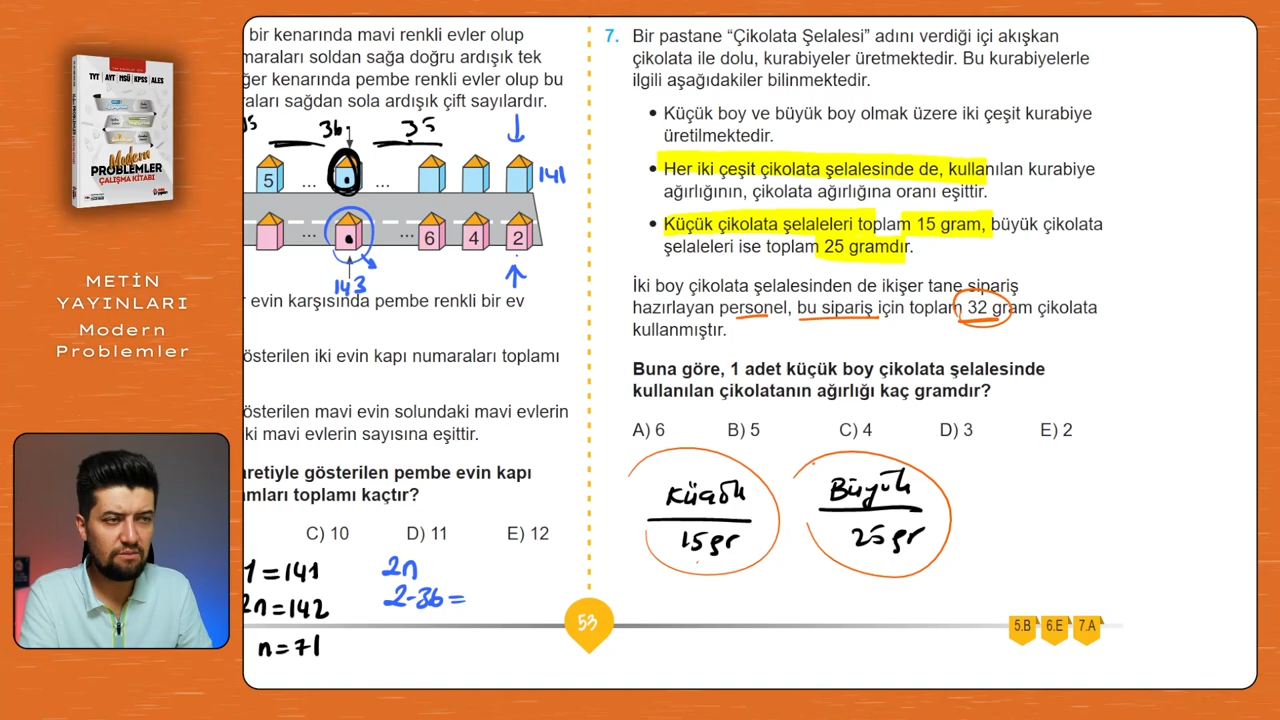 TYT | AYT | MSÜ | KPSS | ALES
Modern
PROBLEMLER
ÇALIŞMA KİTABI
METİN
YAYINLARI
Modern
Problemler
bir kenarında mavi renkli evler olup
maraları soldan sağa doğru ardışık tek
ğer kenarında pembe renkli evler olup bu
raları sağdan sola ardışık çift sayılardır.
36 35
5 ... ... 141
... ...6 4 2
143
r evin karşısında pembe renkli bir ev
österilen iki evin kapı numaraları toplamı
österilen mavi evin solundaki mavi evlerin
ki mavi evlerin sayısına eşittir.
aretiyle gösterilen pembe evin kapı
amları toplamı kaçtır?
C) 10 D) 11 E) 12
1 = 141
2n = 142
n = 71
2n
2-36 =
53
7. Bir pastane “Çikolata Şelalesi” adını verdiği içi akışkan
çikolata ile dolu, kurabiyeler üretmektedir. Bu kurabiyelerle
ilgili aşağıdakiler bilinmektedir.
• Küçük boy ve büyük boy olmak üzere iki çeşit kurabiye
üretilmektedir.
• Her iki çeşit çikolata şelalesinde de, kullanılan kurabiye
ağırlığının, çikolata ağırlığına oranı eşittir.
• Küçük çikolata şelaleleri toplam 15 gram, büyük çikolata
şelaleleri ise toplam 25 gramdır.
İki boy çikolata şelalesinden de ikişer tane sipariş
hazırlayan personel, bu sipariş için toplam 32 gram çikolata
kullanmıştır.
Buna göre, 1 adet küçük boy çikolata şelalesinde
kullanılan çikolatanın ağırlığı kaç gramdır?
A) 6 B) 5 C) 4 D) 3 E) 2
Küçük Büyük
15 gr 25 gr
5.B 6.E 7.A